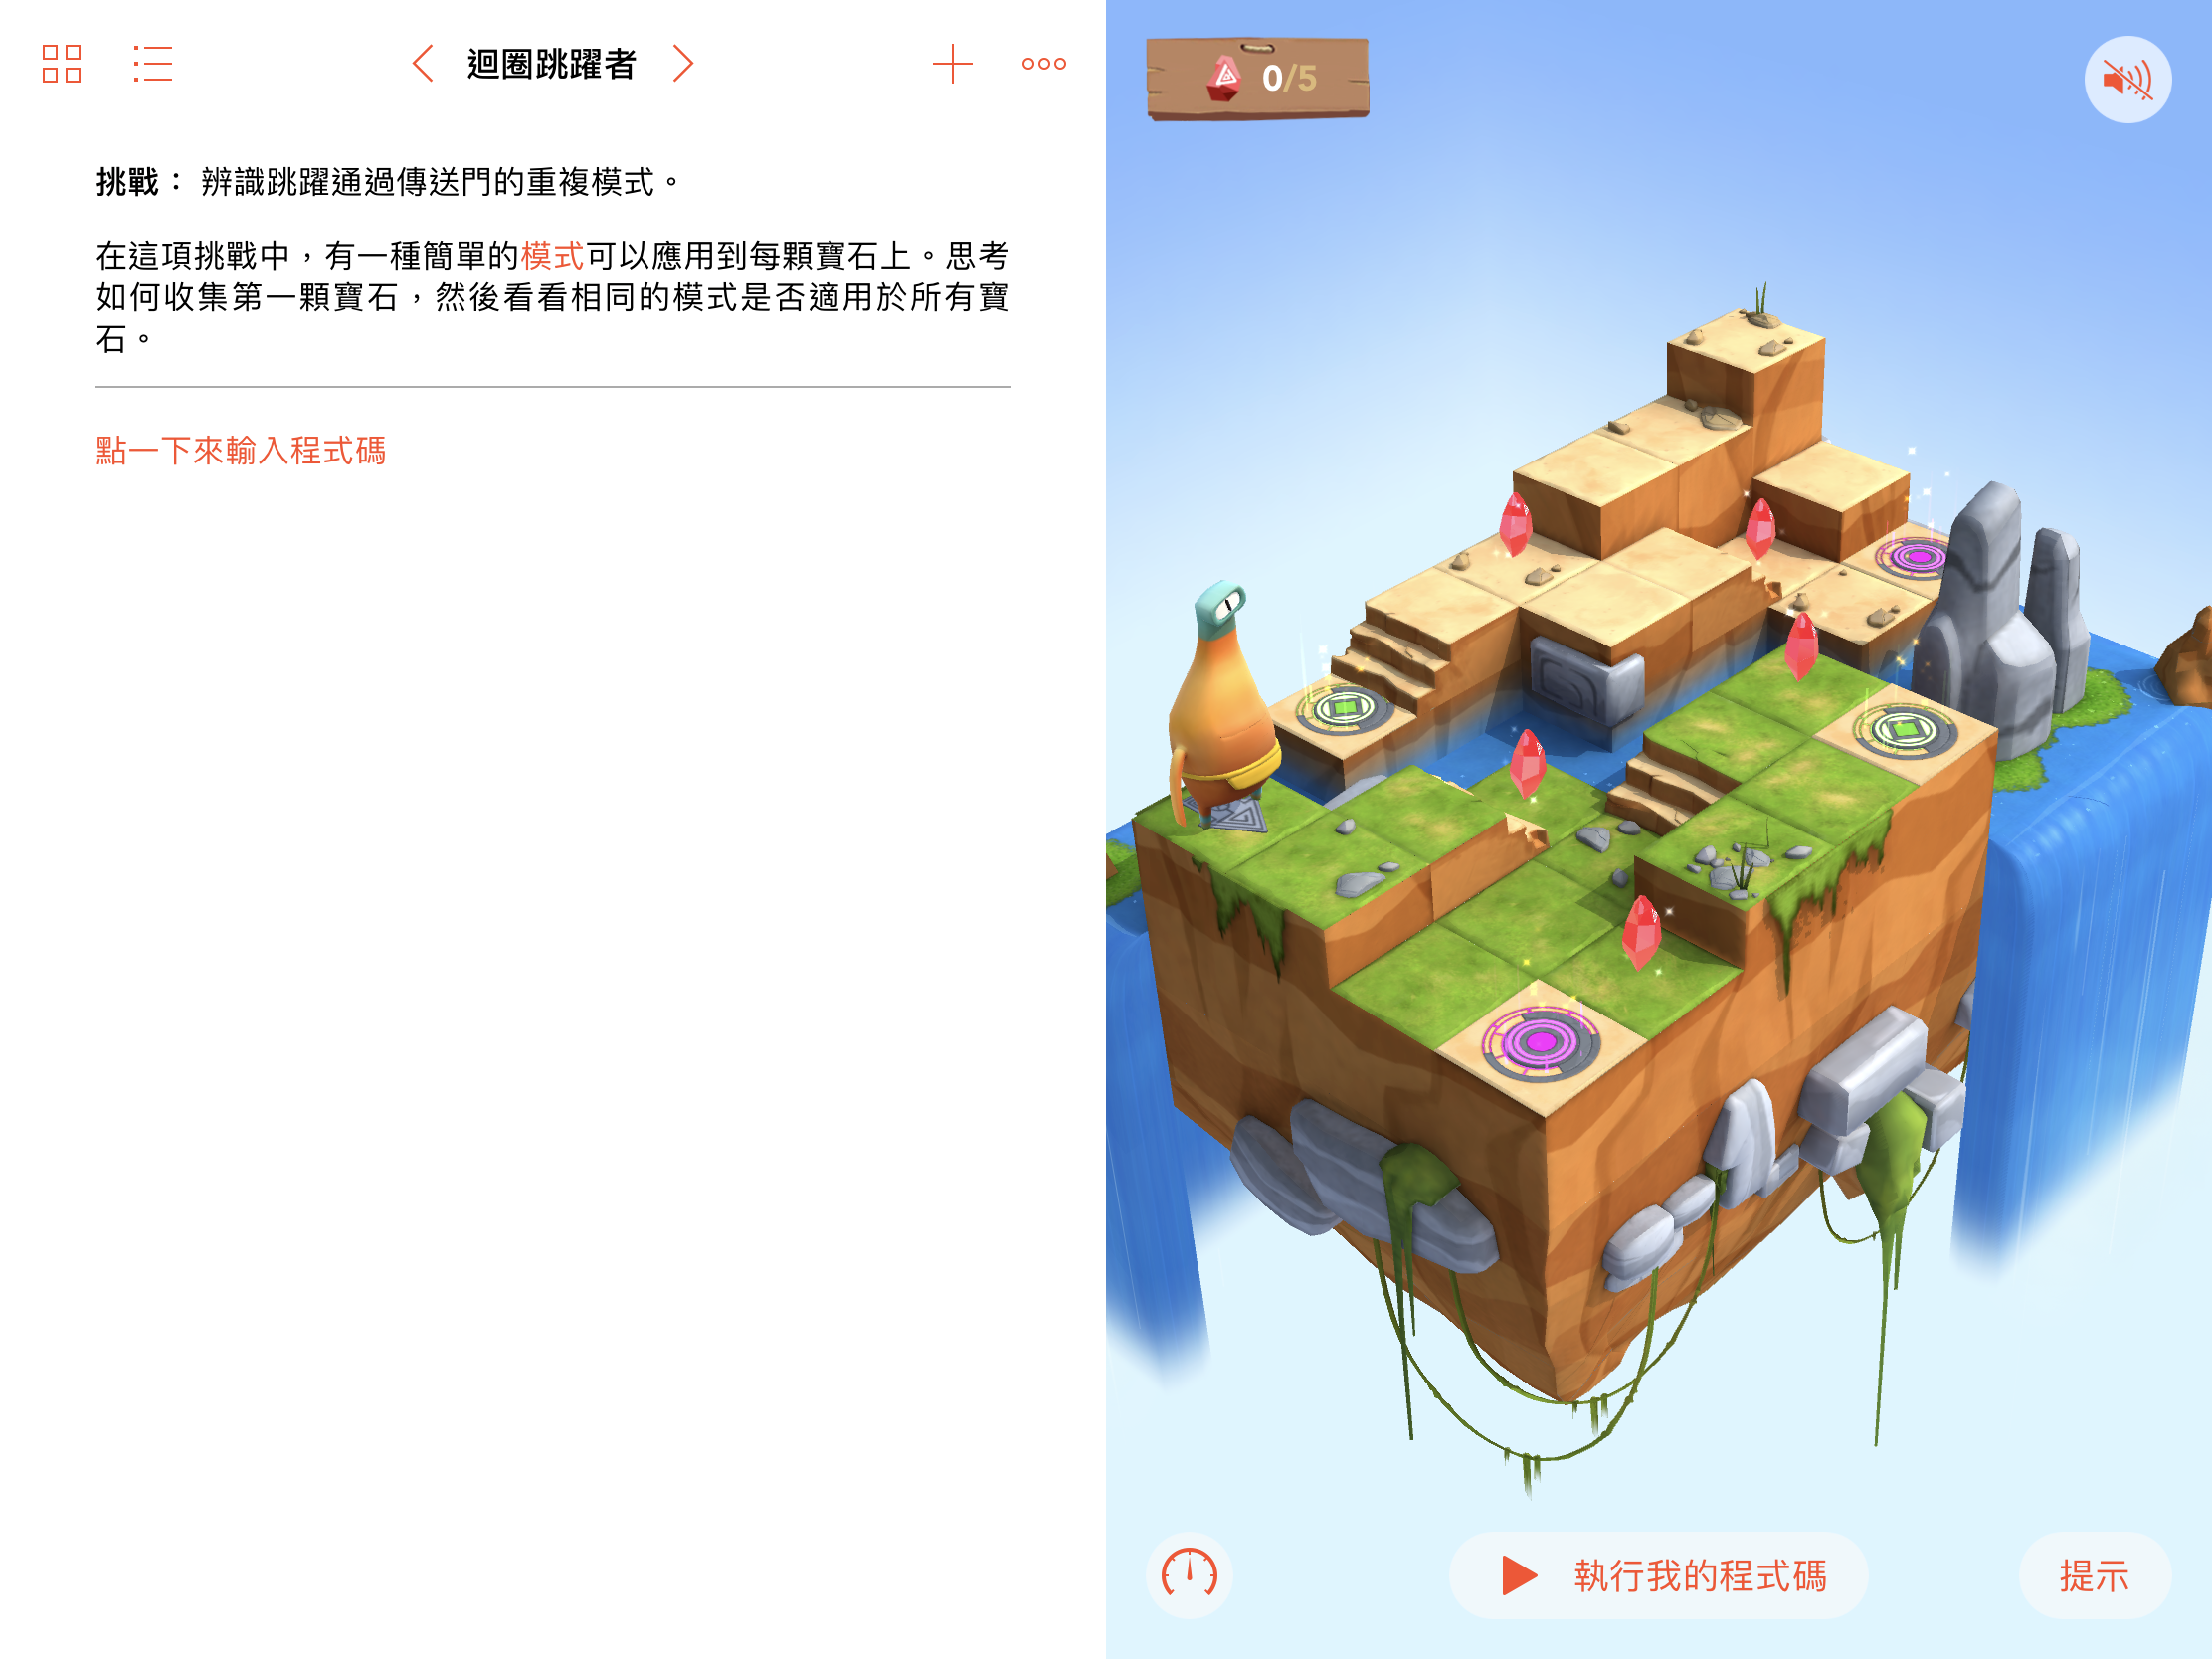 迴圈跳躍者
挑戰： 辨識跳躍通過傳送門的重複模式。
在這項挑戰中，有一種簡單的模式可以應用到每顆寶石上。思考
如何收集第一顆寶石，然後看看相同的模式是否適用於所有寶
石。
點一下來輸入程式碼
0/5
執行我的程式碼
提示